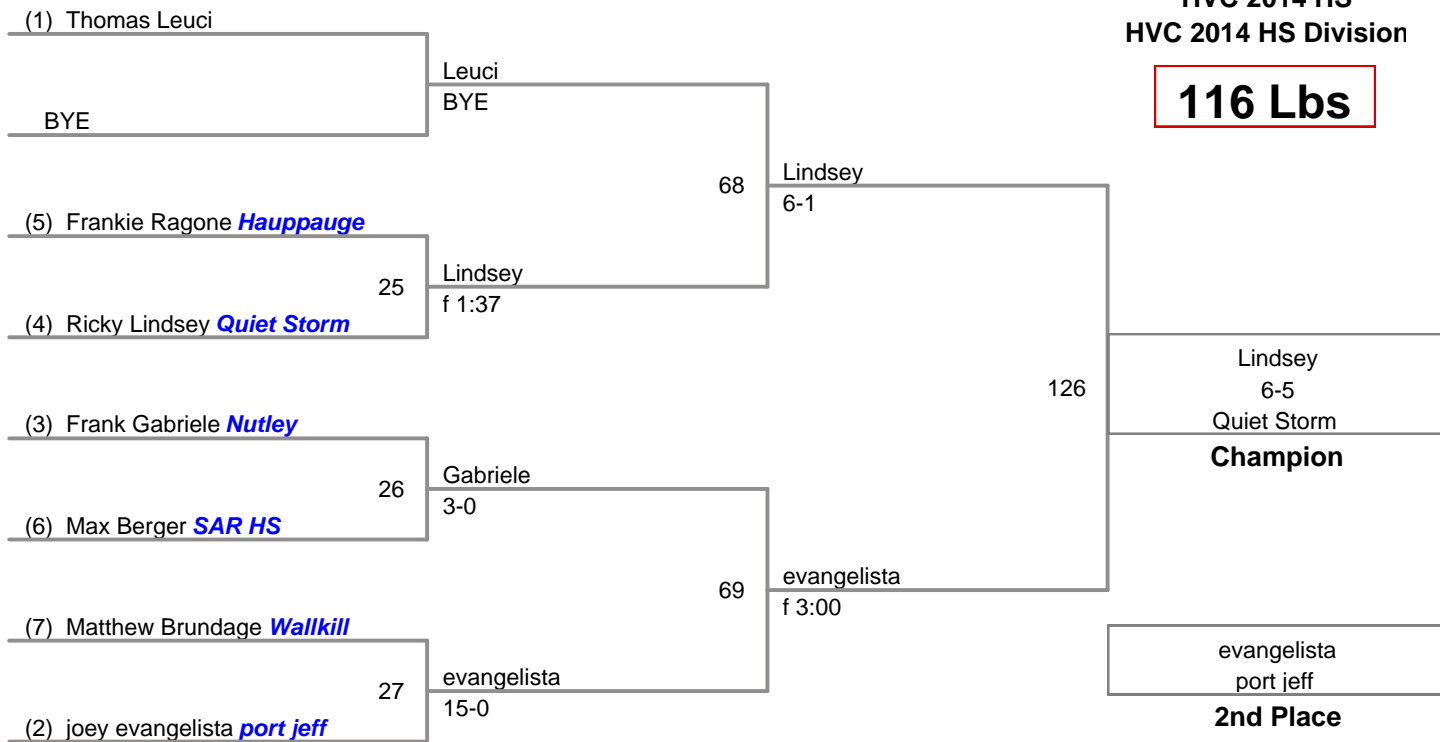 HVC 2014 HS
HVC 2014 HS Division
116 Lbs
(1) Thomas Leuci
BYE
Leuci
BYE
(5) Frankie Ragone Hauppauge
25
(4) Ricky Lindsey Quiet Storm
Lindsey
f 1:37
68
Lindsey
6-1
(3) Frank Gabriele Nutley
26
(6) Max Berger SAR HS
Gabriele
3-0
(7) Matthew Brundage Wallkill
27
(2) joey evangelista port jeff
evangelista
15-0
69
evangelista
f 3:00
126
Lindsey
6-5
Quiet Storm
Champion
evangelista
port jeff
2nd Place